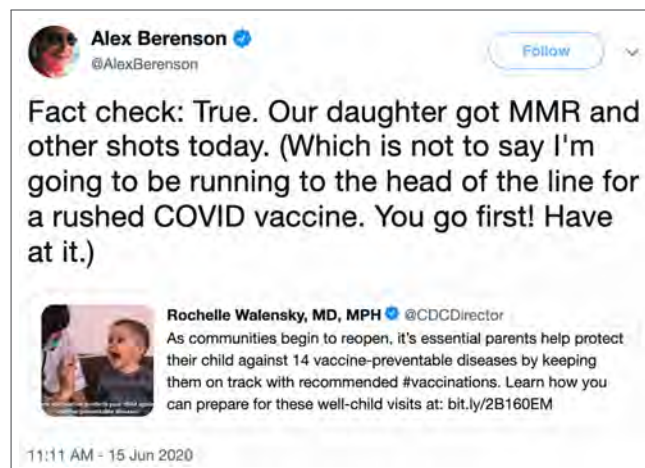 Alex Berenson
@AlexBerenson
Follow
Fact check: True. Our daughter got MMR and
other shots today. (Which is not to say I'm
going to be running to the head of the line for
a rushed COVID vaccine. You go first! Have
at it.)
Rochelle Walensky, MD, MPH @CDCDirector
As communities begin to reopen, it's essential parents help protect
their child against 14 vaccine-preventable diseases by keeping
them on track with recommended #vaccinations. Learn how you
can prepare for these well-child visits at: bit.ly/2B160EM
11:11 AM - 15 Jun 2020